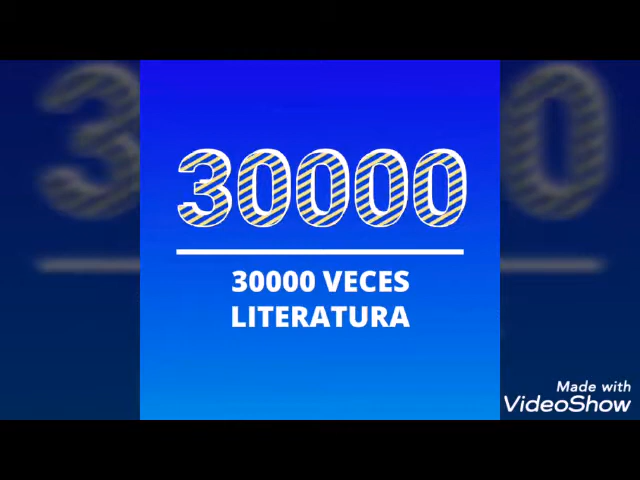 30000
30000 VECES
LITERATURA
Made with
VideoShow